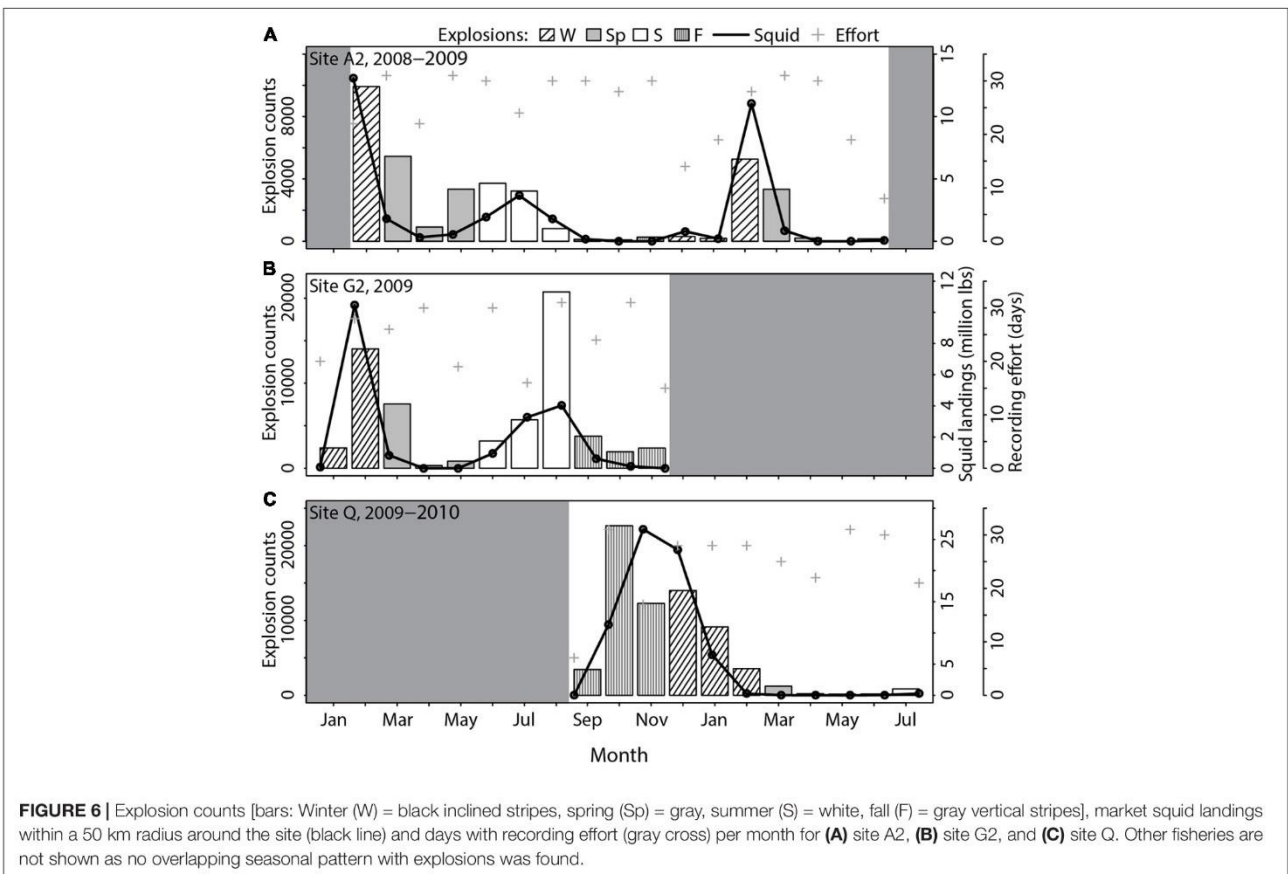 A Explosions: W Sp S F Squid Effort
Site A2, 2008–2009
Explosion counts
0 4000 8000
0 5 10 15
0 10 20 30
B
Site G2, 2009
Explosion counts
0 10000 20000
0 2 4 6 8 10 12
Squid landings (million lbs)
0 10 20 30
Recording effort (days)
C
Site Q, 2009–2010
Explosion counts
0 10000 20000
0 5 15 25
0 10 20 30
Jan Mar May Jul Sep Nov Jan Mar May Jul
Month
FIGURE 6 | Explosion counts [bars: Winter (W) = black inclined stripes, spring (Sp) = gray, summer (S) = white, fall (F) = gray vertical stripes], market squid landings
within a 50 km radius around the site (black line) and days with recording effort (gray cross) per month for (A) site A2, (B) site G2, and (C) site Q. Other fisheries are
not shown as no overlapping seasonal pattern with explosions was found.